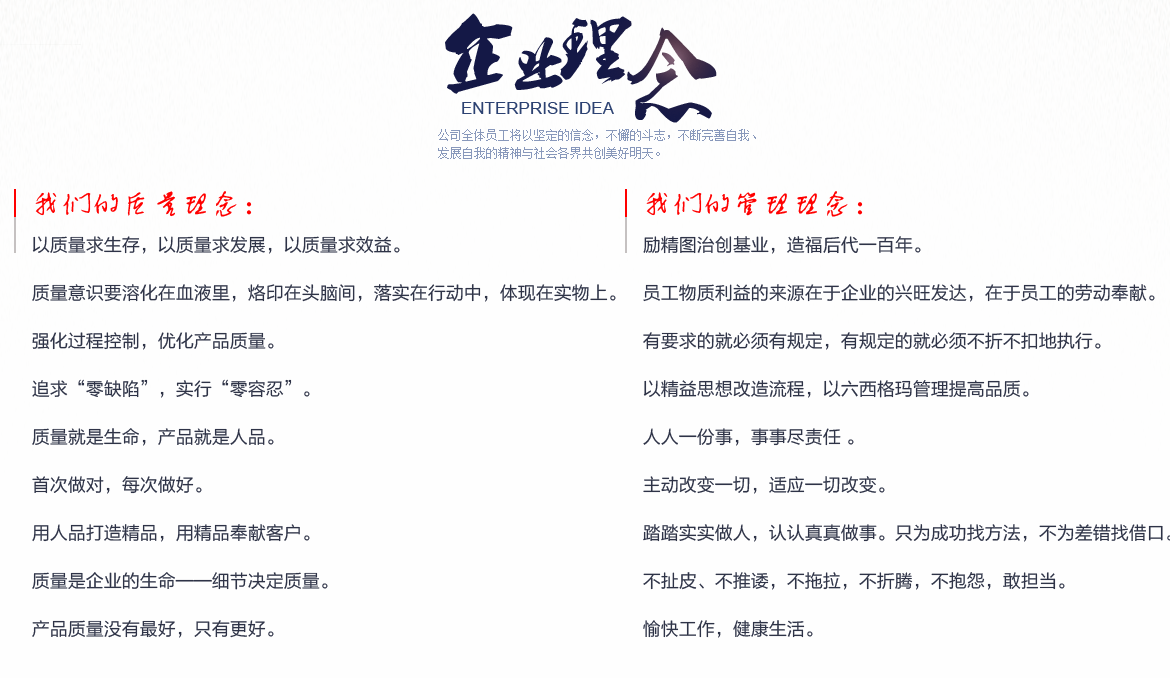 企业理念
ENTERPRISE IDEA
公司全体员工将以坚定的信念，不懈的斗志，不断完善自我、
发展自我的精神与社会各界共创美好明天。
我们的质量理念：
以质量求生存，以质量求发展，以质量求效益。
质量意识要溶化在血液里，烙印在头脑间，落实在行动中，体现在实物上。
强化过程控制，优化产品质量。
追求“零缺陷”，实行“零容忍”。
质量就是生命，产品就是人品。
首次做对，每次做好。
用人品打造精品，用精品奉献客户。
质量是企业的生命——细节决定质量。
产品质量没有最好，只有更好。
我们的管理理念：
励精图治创基业，造福后代一百年。
员工物质利益的来源在于企业的兴旺发达，在于员工的劳动奉献。
有要求的就必须有规定，有规定的就必须不折不扣地执行。
以精益思想改造流程，以六西格玛管理提高品质。
人人一份事，事事尽责任 。
主动改变一切，适应一切改变。
踏踏实实做人，认认真真做事。只为成功找方法，不为差错找借口。
不扯皮、不推诿，不拖拉，不折腾，不抱怨，敢担当。
愉快工作，健康生活。